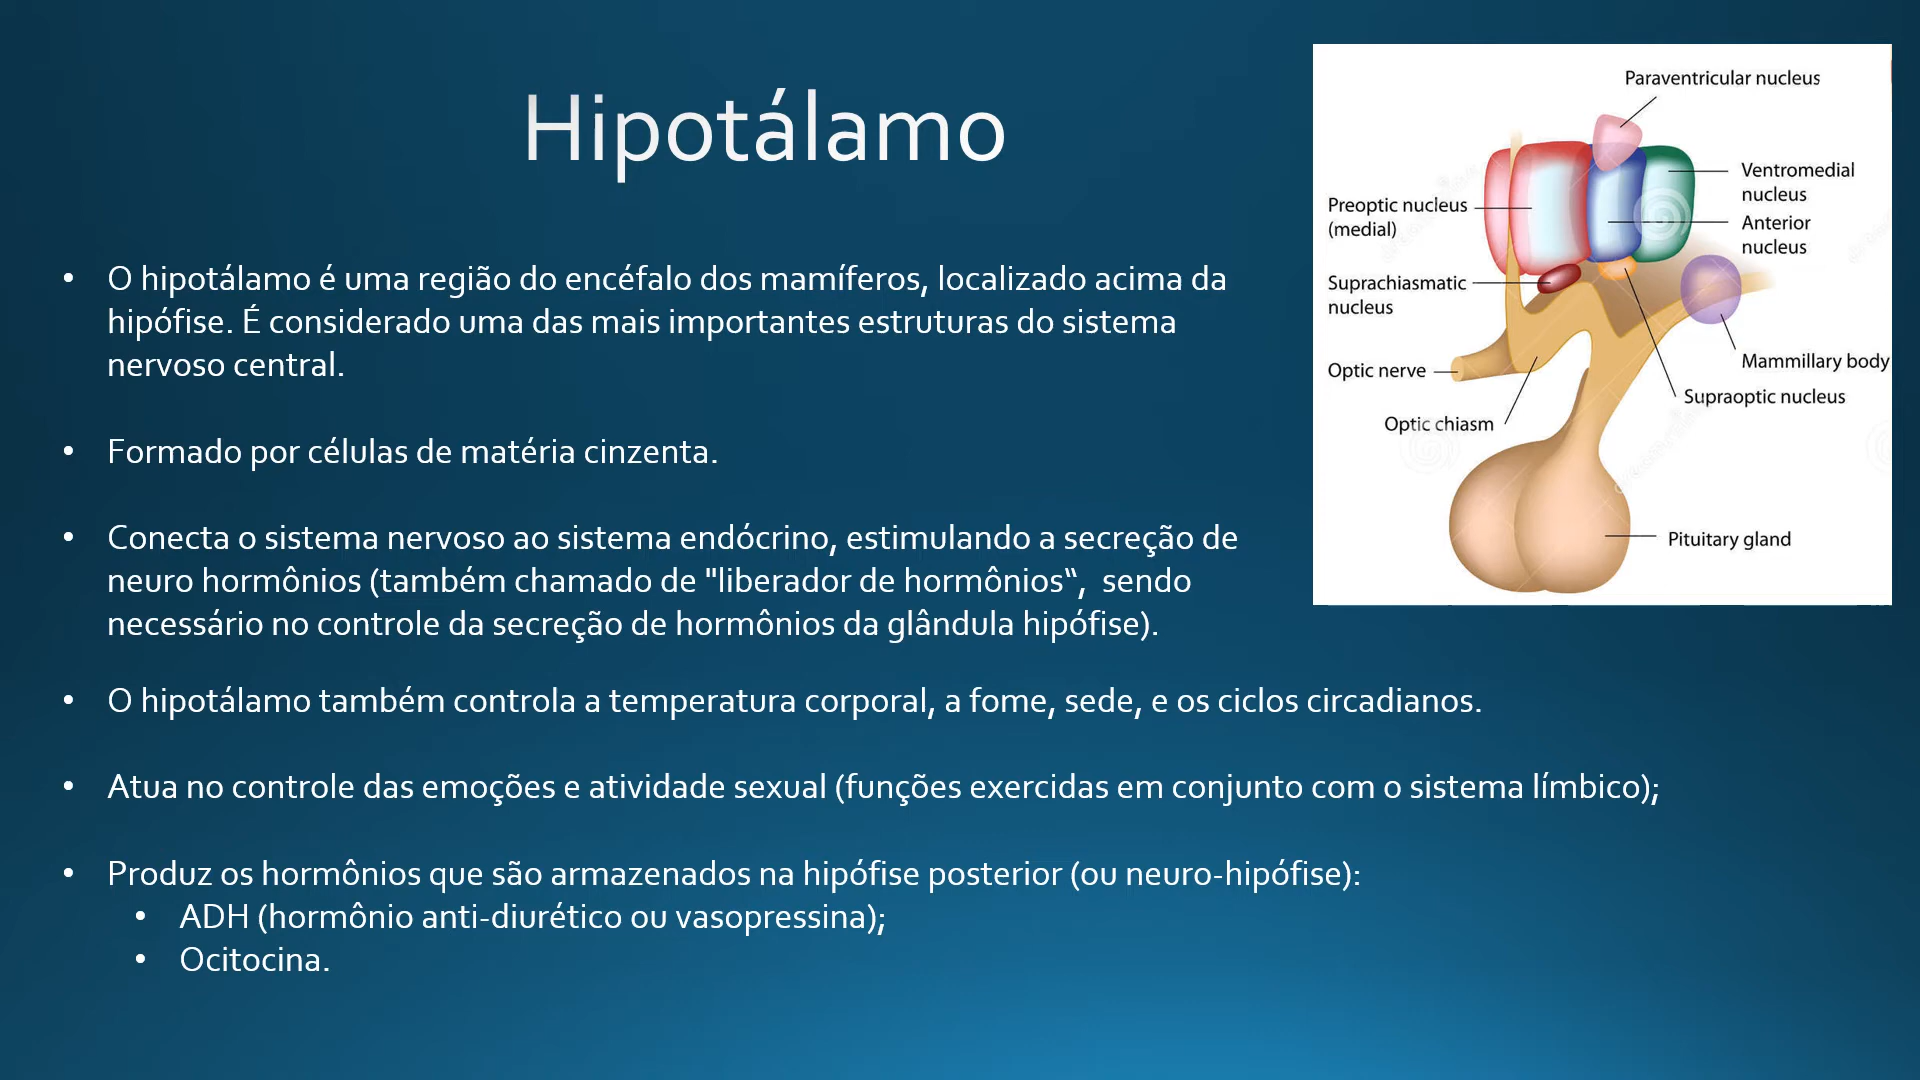 Hipotálamo
• O hipotálamo é uma região do encéfalo dos mamíferos, localizado acima da
hipófise. É considerado uma das mais importantes estruturas do sistema
nervoso central.
• Formado por células de matéria cinzenta.
• Conecta o sistema nervoso ao sistema endócrino, estimulando a secreção de
neuro hormônios (também chamado de "liberador de hormônios“,  sendo
necessário no controle da secreção de hormônios da glândula hipófise).
• O hipotálamo também controla a temperatura corporal, a fome, sede, e os ciclos circadianos.
• Atua no controle das emoções e atividade sexual (funções exercidas em conjunto com o sistema límbico);
• Produz os hormônios que são armazenados na hipófise posterior (ou neuro-hipófise):
• ADH (hormônio anti-diurético ou vasopressina);
• Ocitocina.
Paraventricular nucleus
Ventromedial
nucleus
Anterior
nucleus
Preoptic nucleus
(medial)
Suprachiasmatic
nucleus
Optic nerve
Optic chiasm
Mammillary body
Supraoptic nucleus
Pituitary gland